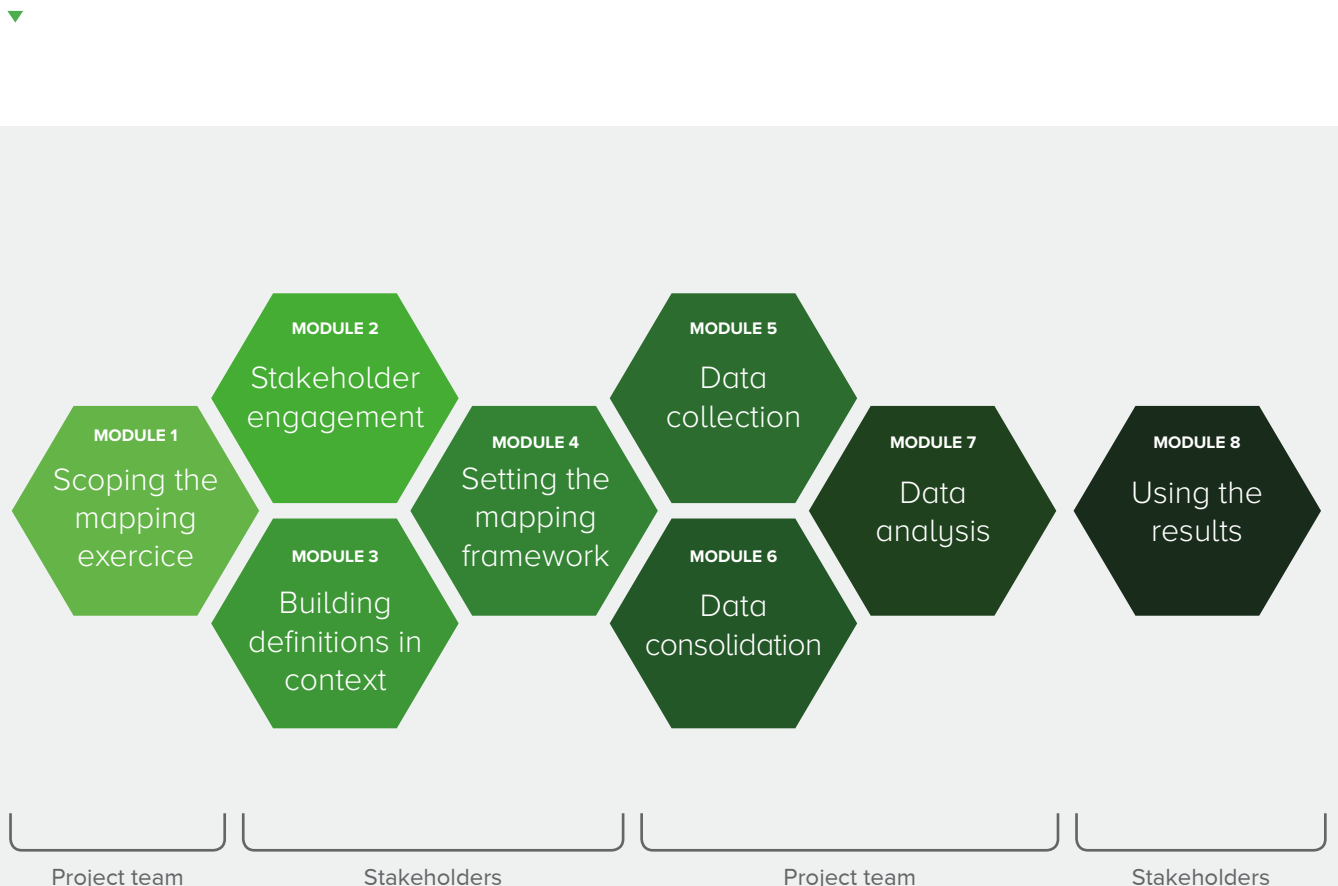 MODULE 1
Scoping the
mapping
exercice
MODULE 2
Stakeholder
engagement
MODULE 3
Building
definitions in
context
MODULE 4
Setting the
mapping
framework
MODULE 5
Data
collection
MODULE 6
Data
consolidation
MODULE 7
Data
analysis
MODULE 8
Using the
results
Project team
Stakeholders
Project team
Stakeholders